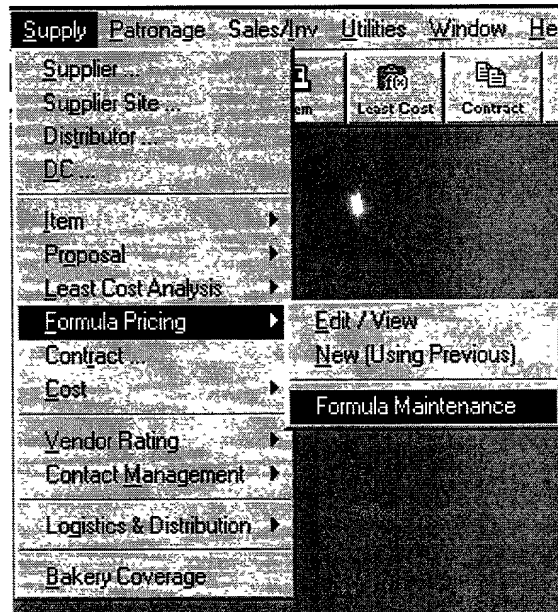 Supply Patronage Sales/Inv Utilities Window He
Supplier ...
Supplier Site ...
Distributor ...
DC ...
em Least Cost Contract
f(x)
Item
Proposal
Least Cost Analysis
Formula Pricing
Contract ...
Cost
Vendor Rating
Contact Management
Logistics & Distribution
Bakery Coverage
Edit / View
New (Using Previous)
Formula Maintenance